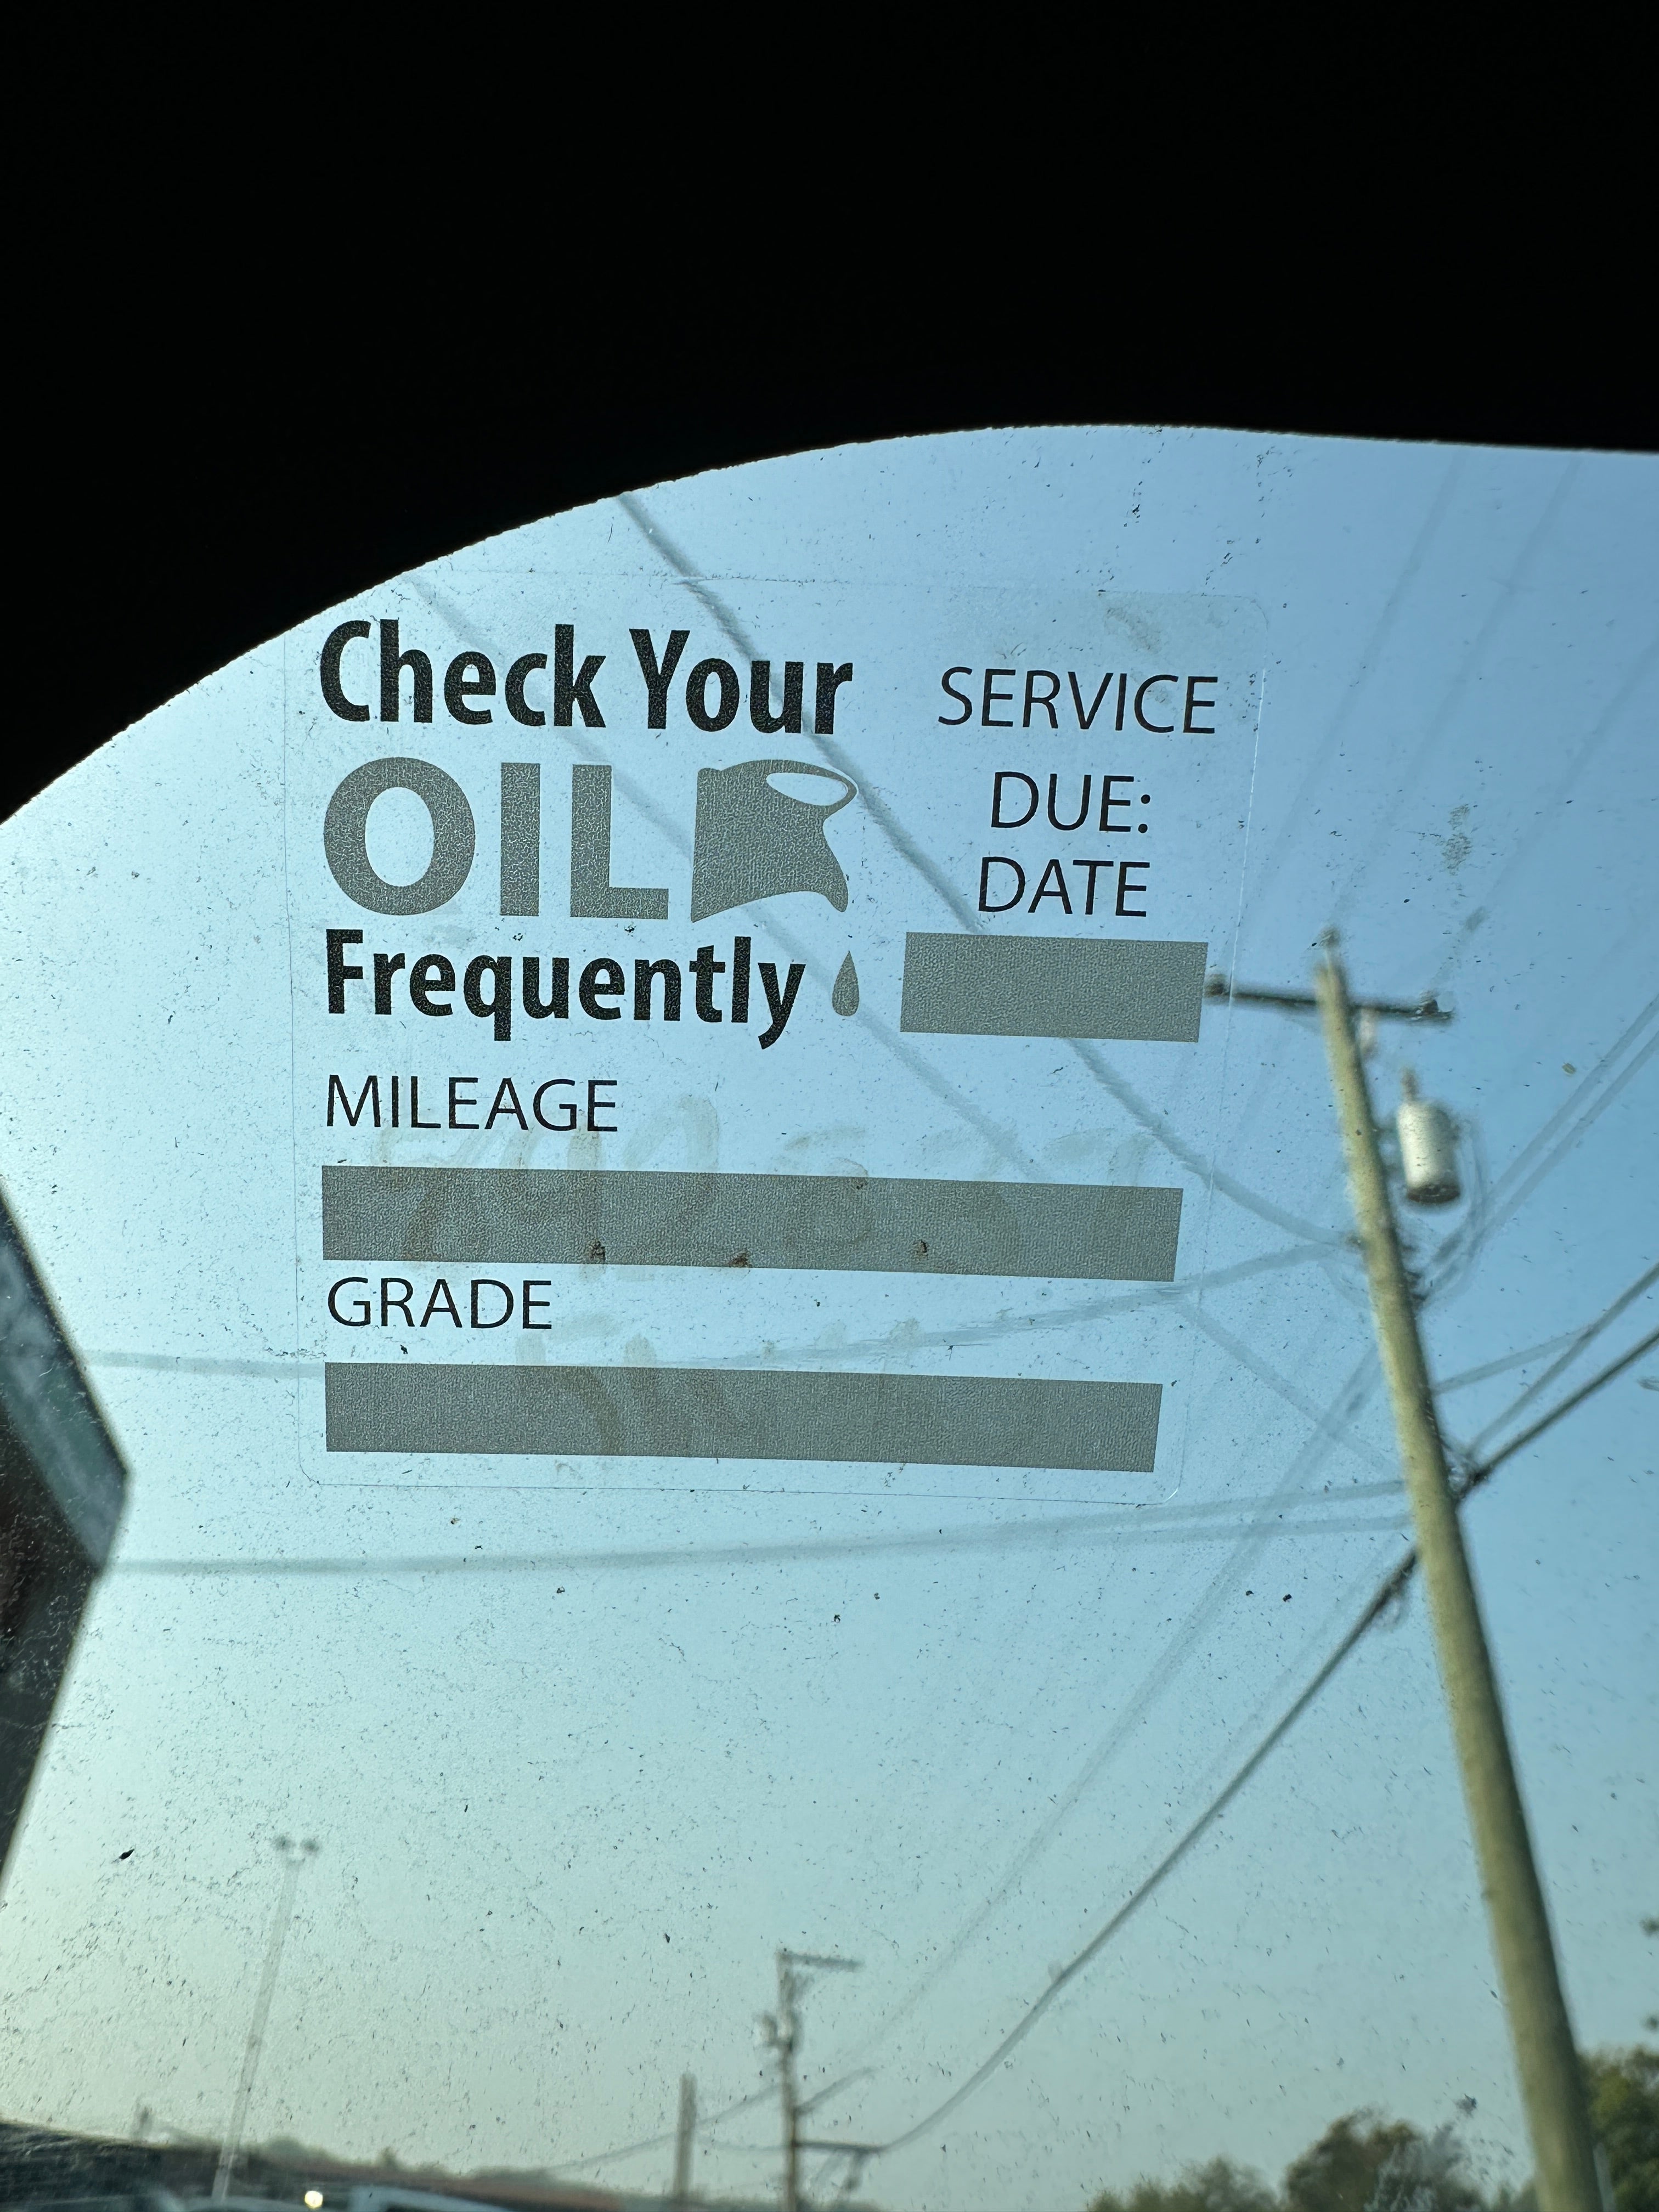 Check Your
OIL
Frequently
SERVICE
DUE:
DATE
MILEAGE
GRADE